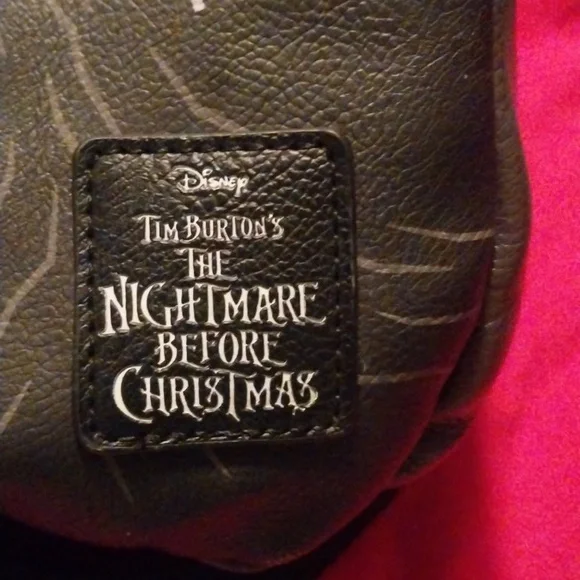 Disney
Tim Burton's
The
Nightmare
Before
Christmas